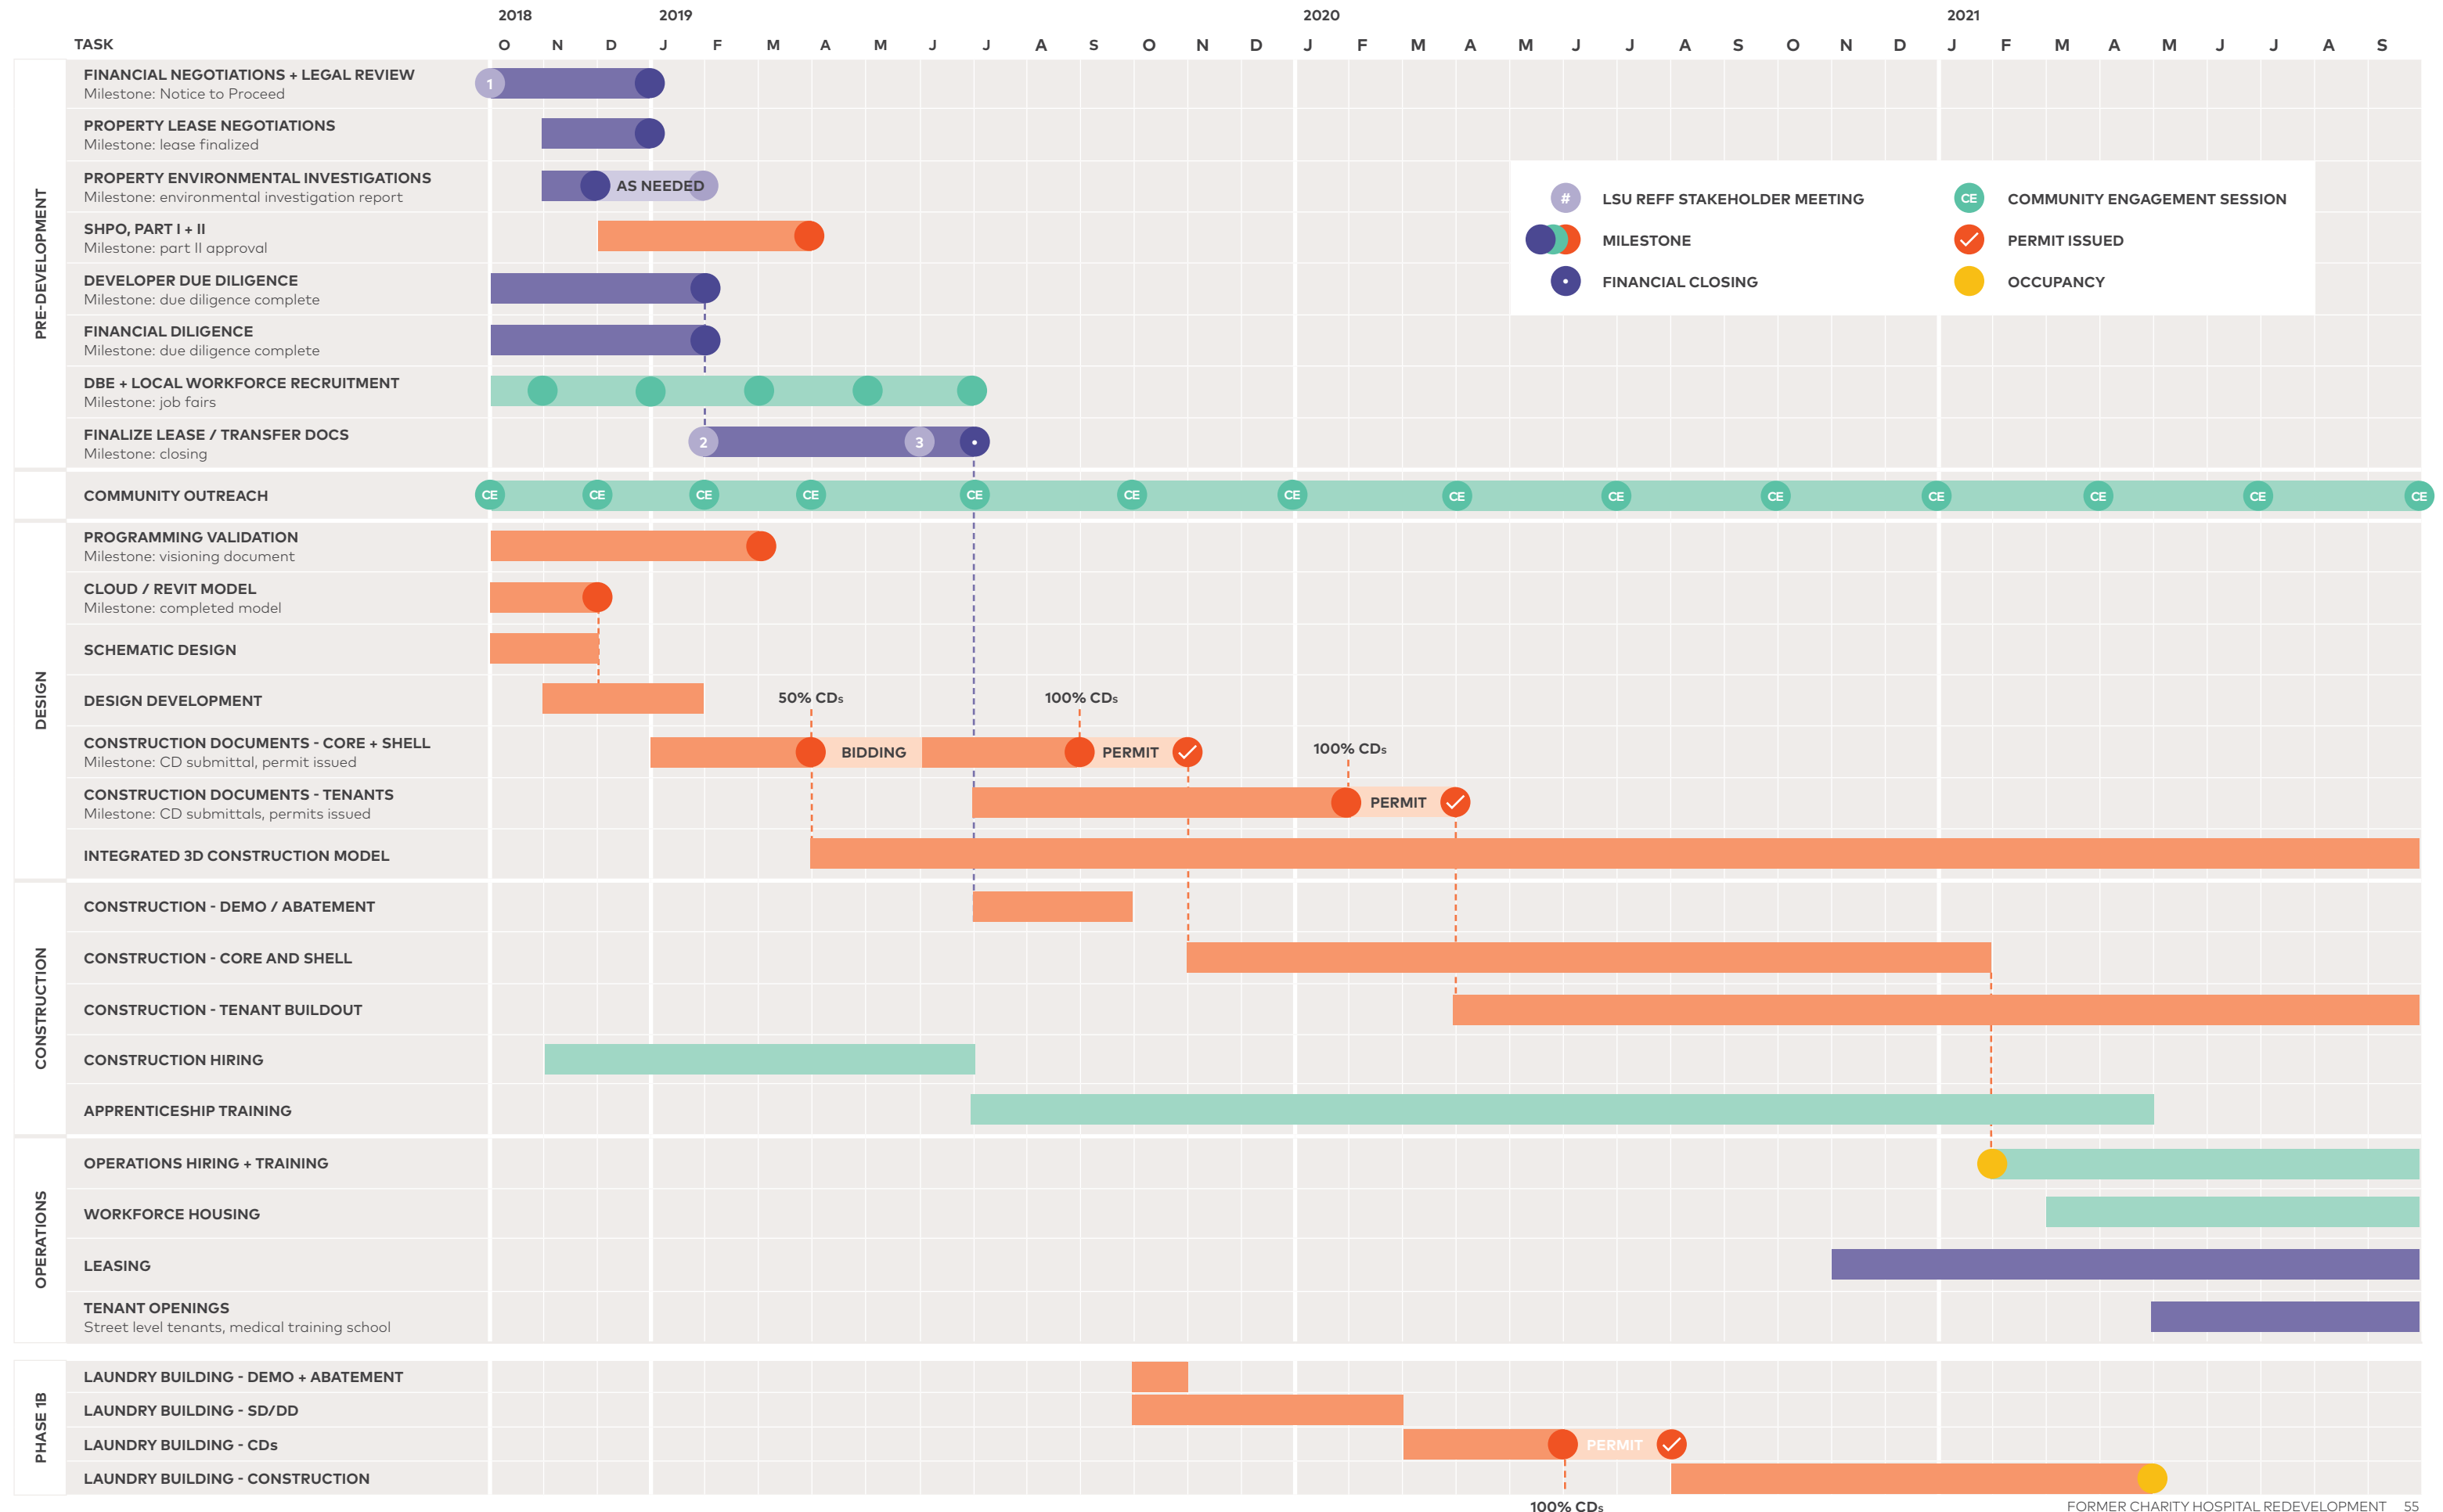 2018 2019 2020 2021
TASK O N D J F M A M J J A S O N D J F M A M J J A S O N D J F M A M J J A S
PRE-DEVELOPMENT
FINANCIAL NEGOTIATIONS + LEGAL REVIEW
Milestone: Notice to Proceed
1
PROPERTY LEASE NEGOTIATIONS
Milestone: lease finalized
PROPERTY ENVIRONMENTAL INVESTIGATIONS
Milestone: environmental investigation report
AS NEEDED
SHPO, PART I + II
Milestone: part II approval
DEVELOPER DUE DILIGENCE
Milestone: due diligence complete
FINANCIAL DILIGENCE
Milestone: due diligence complete
DBE + LOCAL WORKFORCE RECRUITMENT
Milestone: job fairs
FINALIZE LEASE / TRANSFER DOCS
Milestone: closing
2 3
# LSU REFF STAKEHOLDER MEETING
MILESTONE
FINANCIAL CLOSING
CE COMMUNITY ENGAGEMENT SESSION
PERMIT ISSUED
OCCUPANCY
COMMUNITY OUTREACH
CE CE CE CE CE CE CE CE CE CE CE CE CE CE
DESIGN
PROGRAMMING VALIDATION
Milestone: visioning document
CLOUD / REVIT MODEL
Milestone: completed model
SCHEMATIC DESIGN
DESIGN DEVELOPMENT
50% CDs 100% CDs
CONSTRUCTION DOCUMENTS - CORE + SHELL
Milestone: CD submittal, permit issued
BIDDING PERMIT
100% CDs
CONSTRUCTION DOCUMENTS - TENANTS
Milestone: CD submittals, permits issued
PERMIT
INTEGRATED 3D CONSTRUCTION MODEL
CONSTRUCTION
CONSTRUCTION - DEMO / ABATEMENT
CONSTRUCTION - CORE AND SHELL
CONSTRUCTION - TENANT BUILDOUT
CONSTRUCTION HIRING
APPRENTICESHIP TRAINING
OPERATIONS
OPERATIONS HIRING + TRAINING
WORKFORCE HOUSING
LEASING
TENANT OPENINGS
Street level tenants, medical training school
PHASE 1B
LAUNDRY BUILDING - DEMO + ABATEMENT
LAUNDRY BUILDING - SD/DD
LAUNDRY BUILDING - CDs
PERMIT
LAUNDRY BUILDING - CONSTRUCTION
100% CDs
FORMER CHARITY HOSPITAL REDEVELOPMENT 55